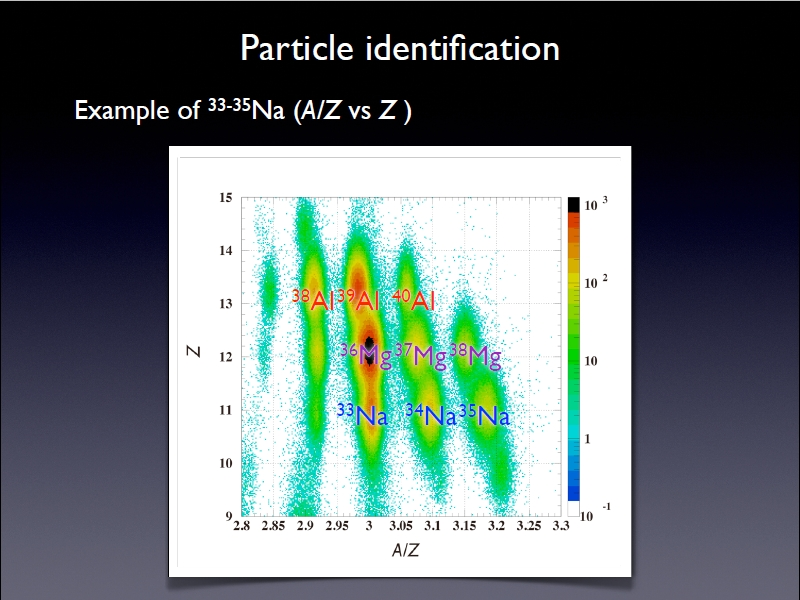 Particle identification
Example of ³³⁻³⁵Na (A/Z vs Z )
15
14
13
12
11
10
9
Z
³⁸Al ³⁹Al ⁴⁰Al
³⁶Mg ³⁷Mg ³⁸Mg
³³Na ³⁴Na ³⁵Na
2.8 2.85 2.9 2.95 3 3.05 3.1 3.15 3.2 3.25 3.3
A/Z
10 ³
10 ²
10
1
10 ⁻¹